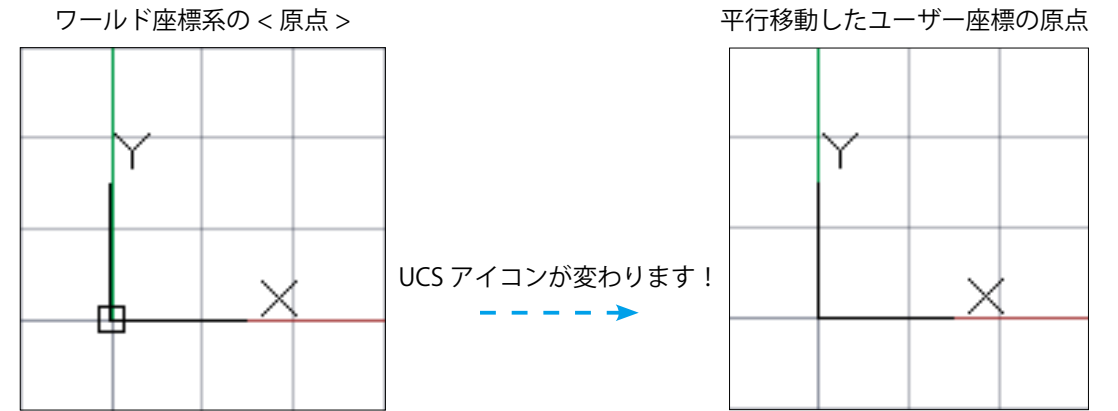 ワールド座標系の < 原点 >
平行移動したユーザー座標の原点
Y
Y
UCS アイコンが変わります！
X
X